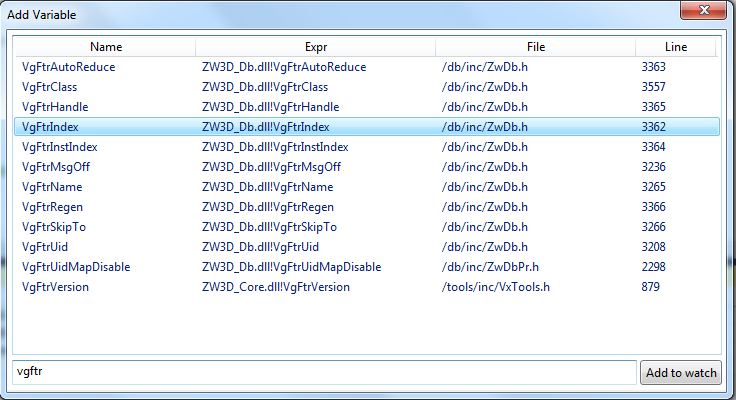 Add Variable
Name Expr File Line
VgFtrAutoReduce ZW3D_Db.dll!VgFtrAutoReduce /db/inc/ZwDb.h 3363
VgFtrClass ZW3D_Db.dll!VgFtrClass /db/inc/ZwDb.h 3557
VgFtrHandle ZW3D_Db.dll!VgFtrHandle /db/inc/ZwDb.h 3365
VgFtrIndex ZW3D_Db.dll!VgFtrIndex /db/inc/ZwDb.h 3362
VgFtrInstIndex ZW3D_Db.dll!VgFtrInstIndex /db/inc/ZwDb.h 3364
VgFtrMsgOff ZW3D_Db.dll!VgFtrMsgOff /db/inc/ZwDb.h 3236
VgFtrName ZW3D_Db.dll!VgFtrName /db/inc/ZwDb.h 3265
VgFtrRegen ZW3D_Db.dll!VgFtrRegen /db/inc/ZwDb.h 3366
VgFtrSkipTo ZW3D_Db.dll!VgFtrSkipTo /db/inc/ZwDb.h 3266
VgFtrUid ZW3D_Db.dll!VgFtrUid /db/inc/ZwDb.h 3208
VgFtrUidMapDisable ZW3D_Db.dll!VgFtrUidMapDisable /db/inc/ZwDbPr.h 2298
VgFtrVersion ZW3D_Core.dll!VgFtrVersion /tools/inc/VxTools.h 879
vgftr Add to watch